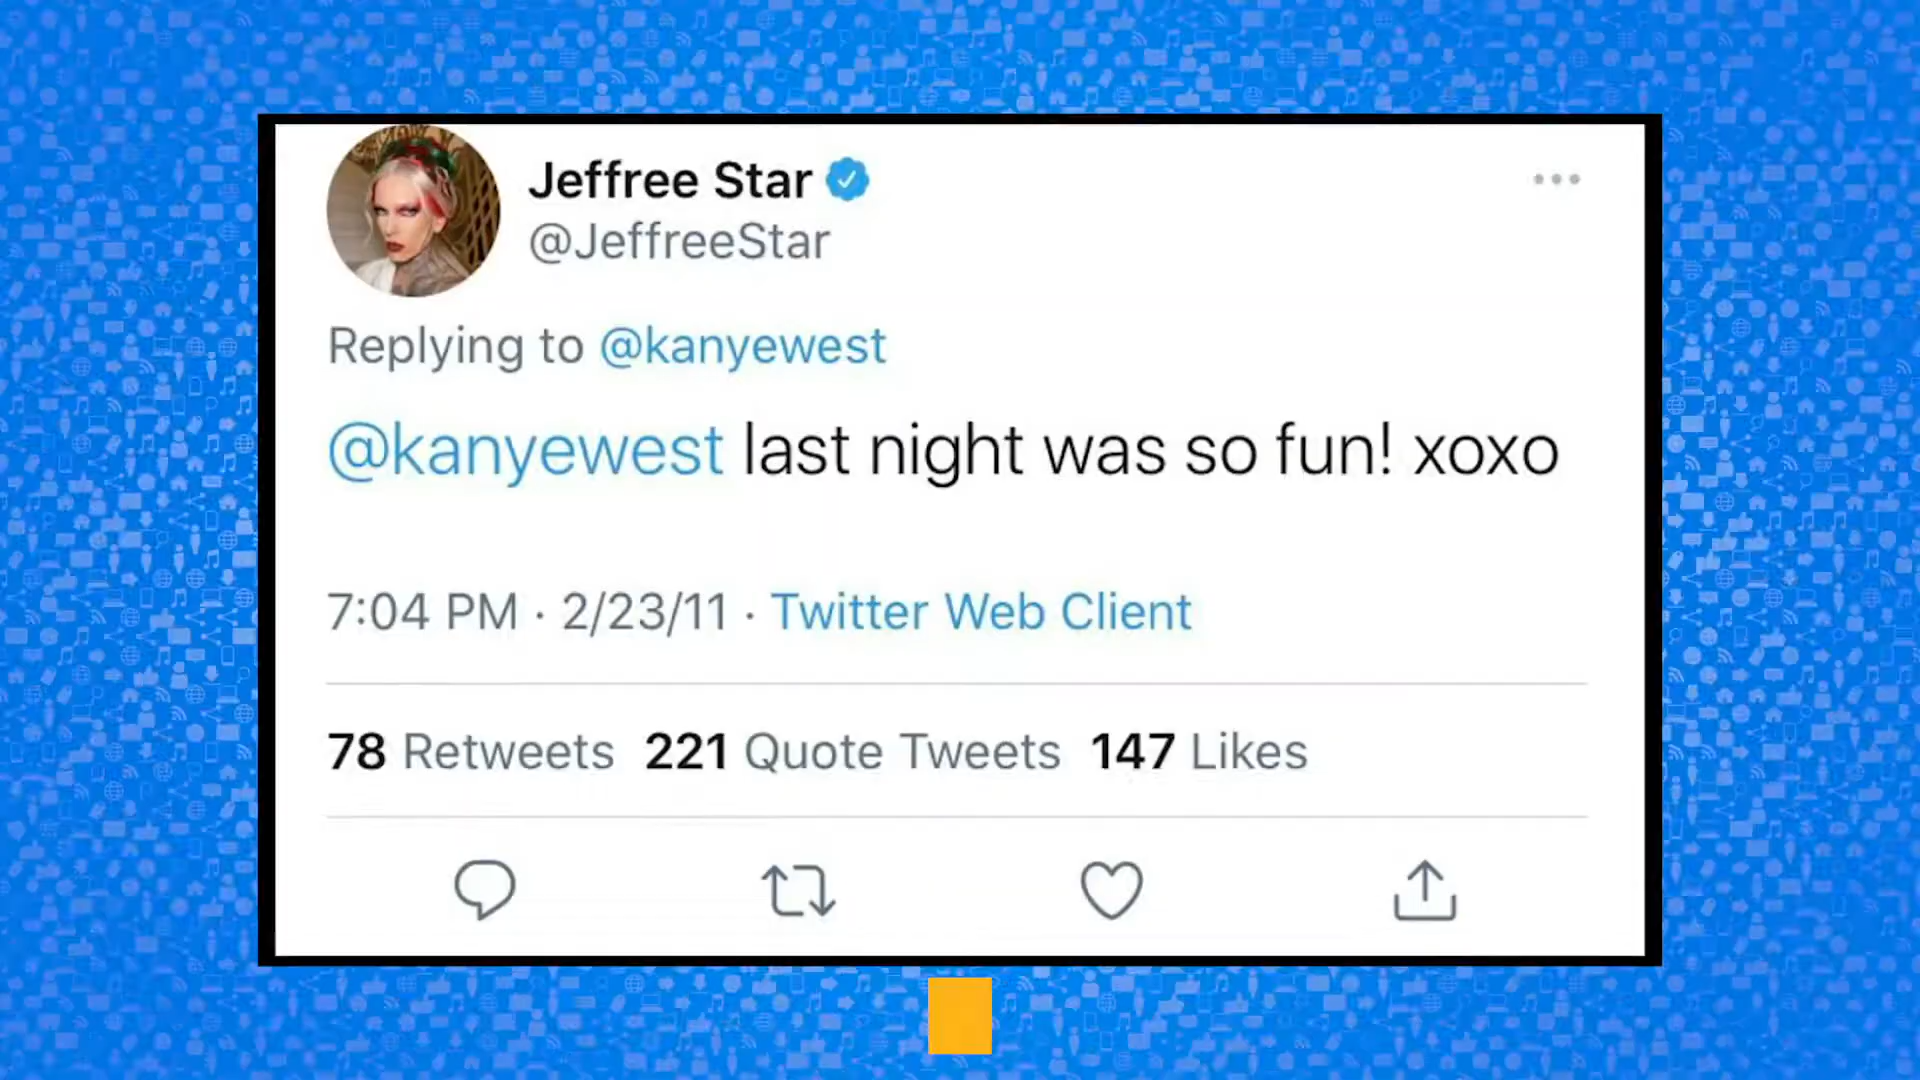 Jeffree Star
@JeffreeStar
Replying to @kanyewest
@kanyewest last night was so fun! xoxo
7:04 PM · 2/23/11 · Twitter Web Client
78 Retweets 221 Quote Tweets 147 Likes